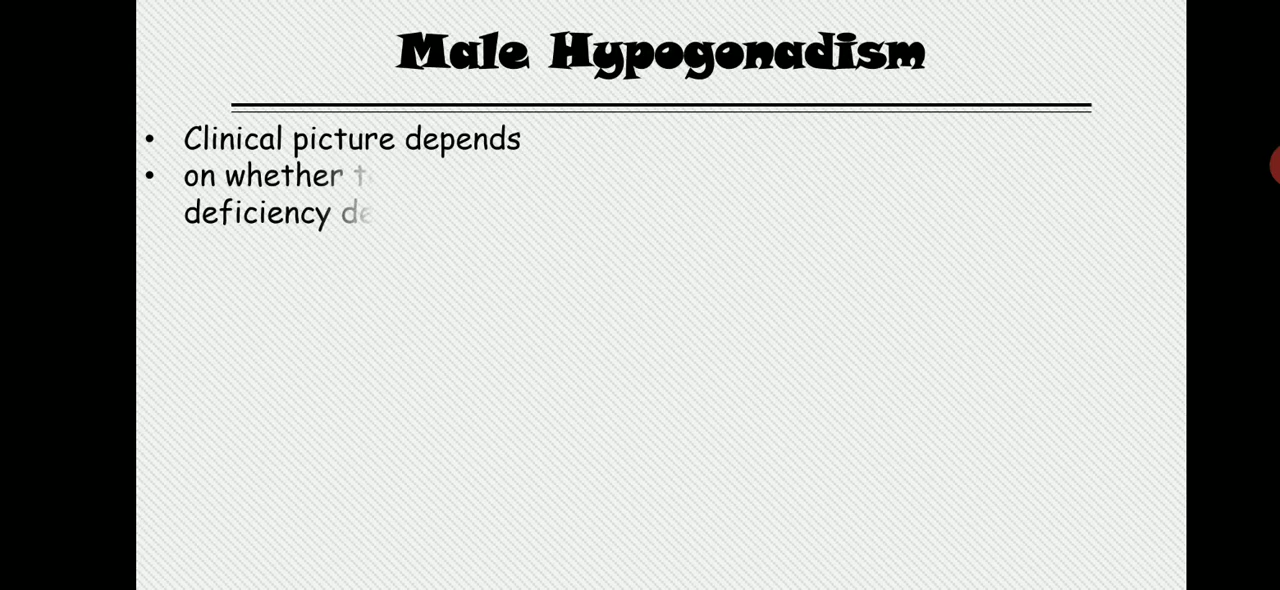 Male Hypogonadism
• Clinical picture depends
• on whether
deficiency